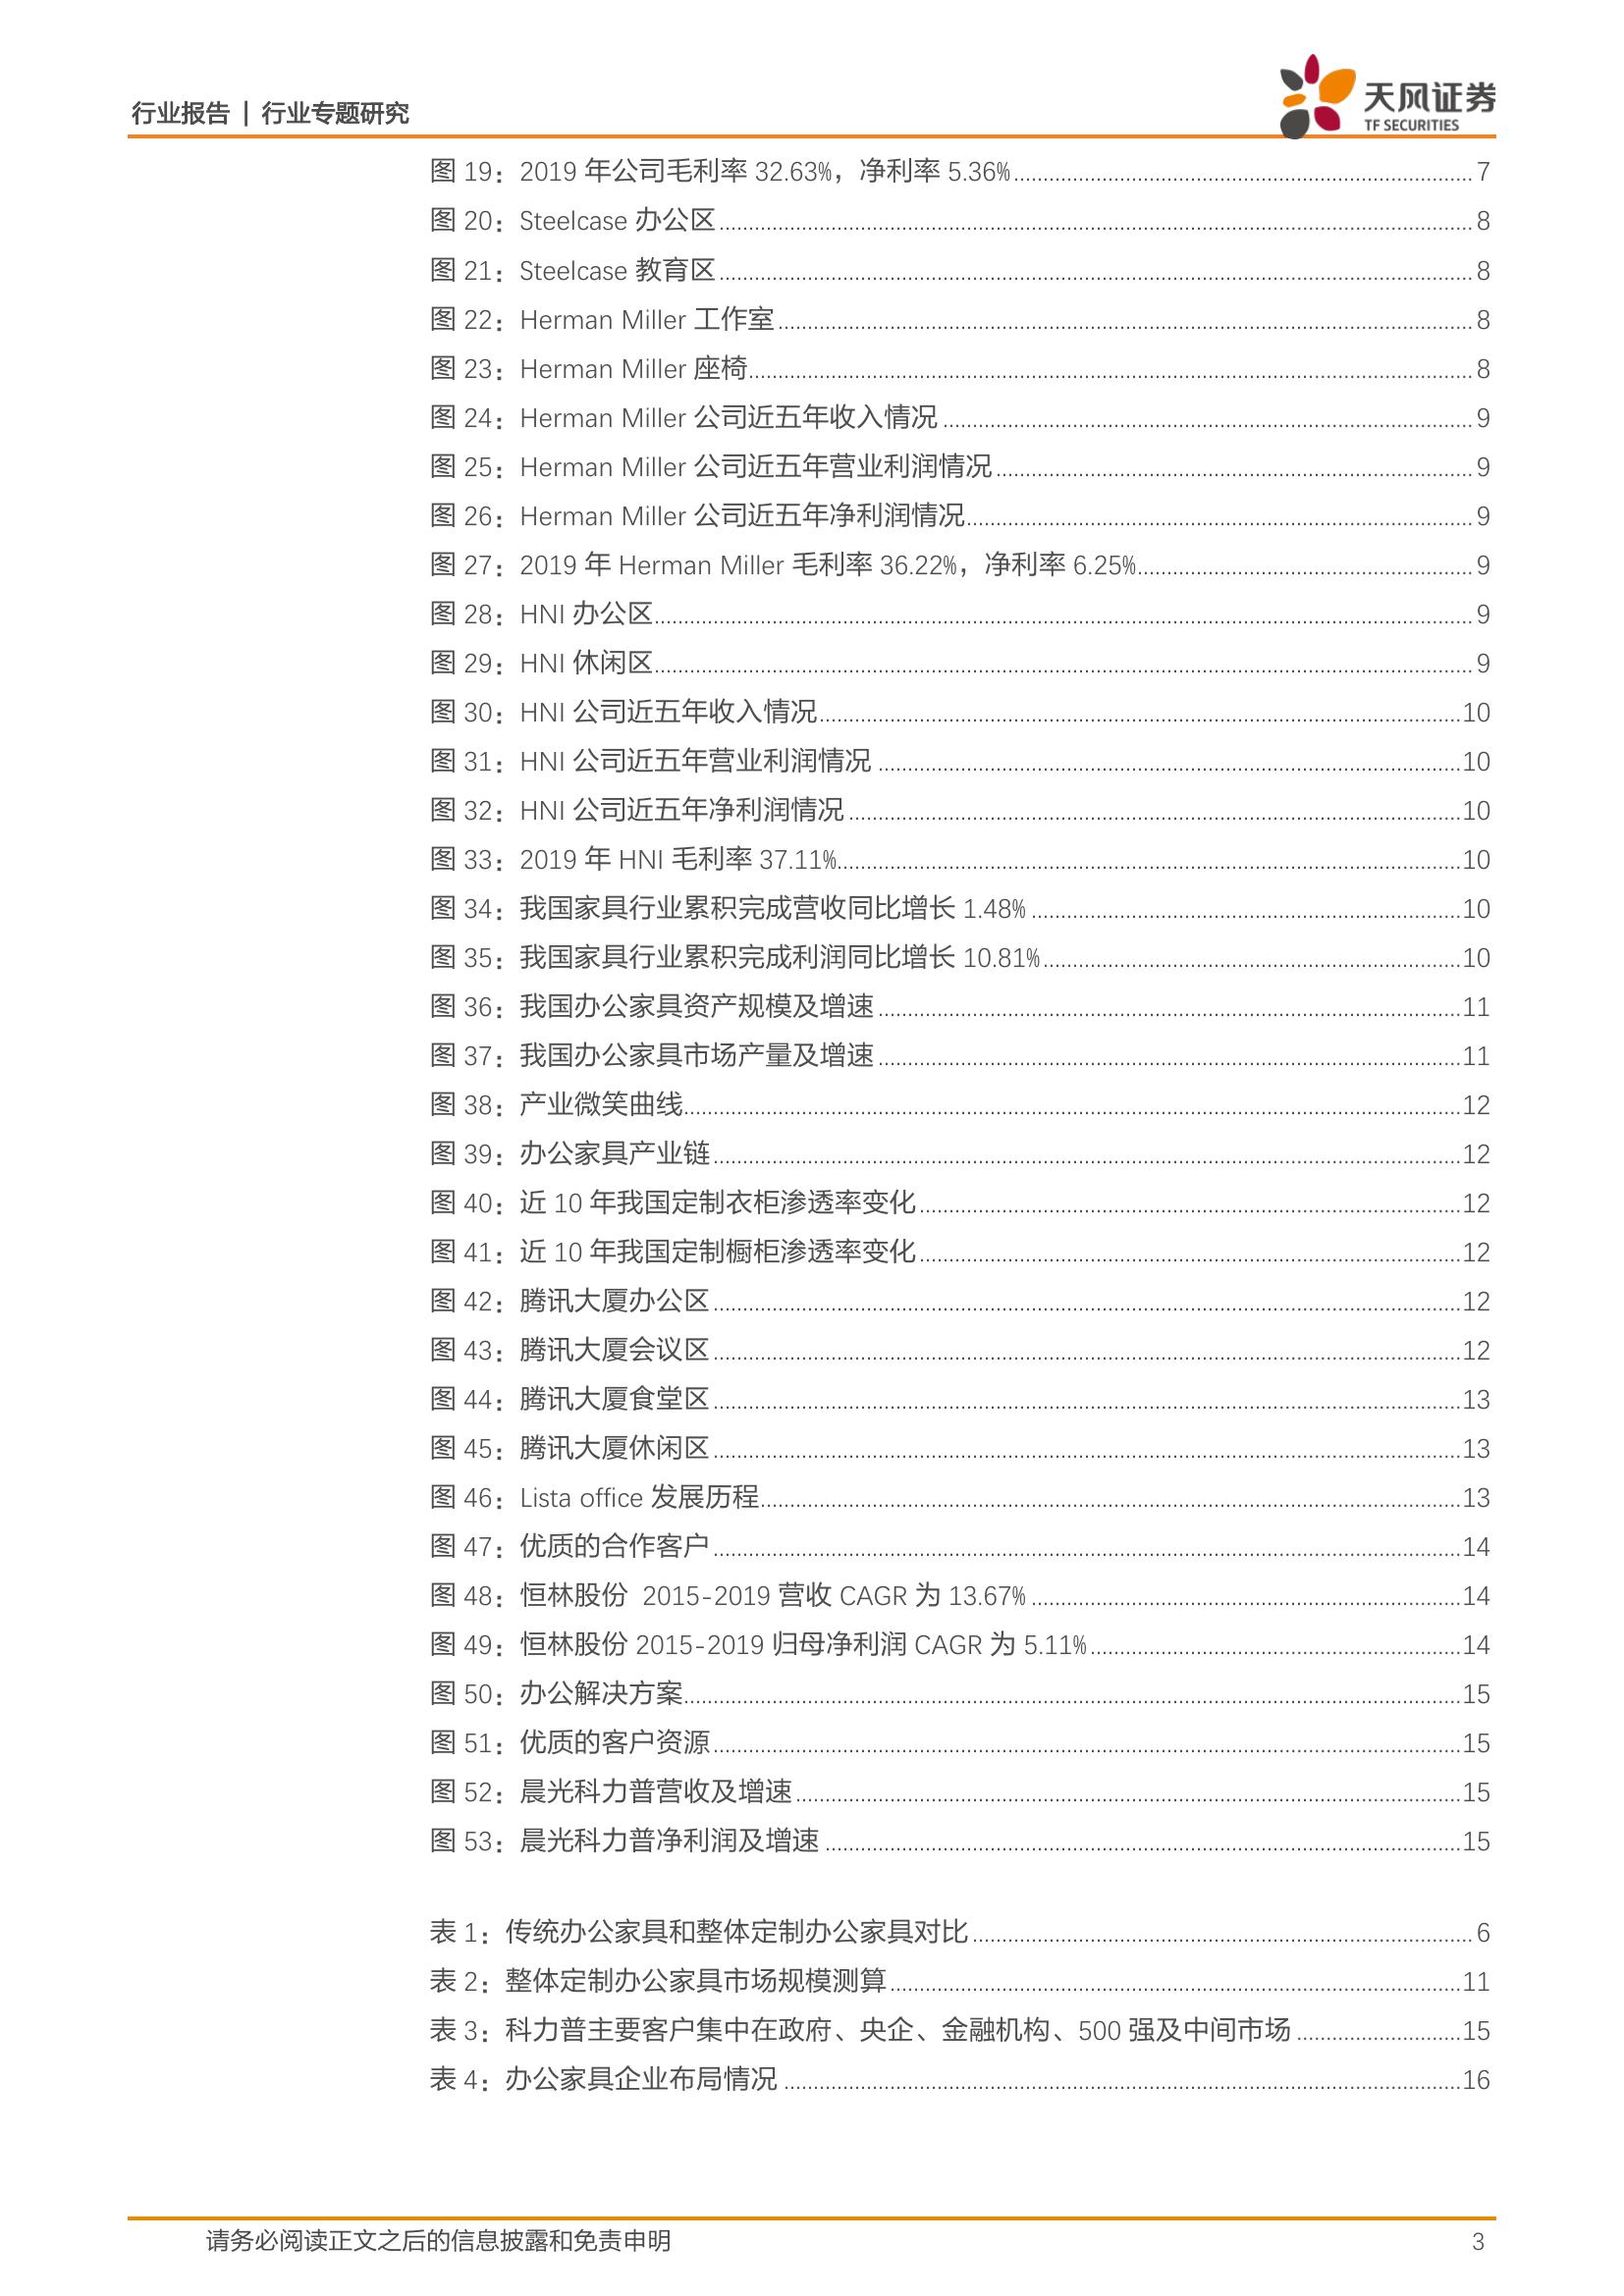 行业报告 | 行业专题研究
天风证券
TF SECURITIES
图 19：2019 年公司毛利率 32.63%，净利率 5.36% 7
图 20：Steelcase 办公区 8
图 21：Steelcase 教育区 8
图 22：Herman Miller 工作室 8
图 23：Herman Miller 座椅 8
图 24：Herman Miller 公司近五年收入情况 9
图 25：Herman Miller 公司近五年营业利润情况 9
图 26：Herman Miller 公司近五年净利润情况 9
图 27：2019 年 Herman Miller 毛利率 36.22%，净利率 6.25% 9
图 28：HNI 办公区 9
图 29：HNI 休闲区 9
图 30：HNI 公司近五年收入情况 10
图 31：HNI 公司近五年营业利润情况 10
图 32：HNI 公司近五年净利润情况 10
图 33：2019 年 HNI 毛利率 37.11% 10
图 34：我国家具行业累积完成营收同比增长 1.48% 10
图 35：我国家具行业累积完成利润同比增长 10.81% 10
图 36：我国办公家具资产规模及增速 11
图 37：我国办公家具市场产量及增速 11
图 38：产业微笑曲线 12
图 39：办公家具产业链 12
图 40：近 10 年我国定制衣柜渗透率变化 12
图 41：近 10 年我国定制橱柜渗透率变化 12
图 42：腾讯大厦办公区 12
图 43：腾讯大厦会议区 12
图 44：腾讯大厦食堂区 13
图 45：腾讯大厦休闲区 13
图 46：Lista office 发展历程 13
图 47：优质的合作客户 14
图 48：恒林股份 2015-2019 营收 CAGR 为 13.67% 14
图 49：恒林股份 2015-2019 归母净利润 CAGR 为 5.11% 14
图 50：办公解决方案 15
图 51：优质的客户资源 15
图 52：晨光科力普营收及增速 15
图 53：晨光科力普净利润及增速 15
表 1：传统办公家具和整体定制办公家具对比 6
表 2：整体定制办公家具市场规模测算 11
表 3：科力普主要客户集中在政府、央企、金融机构、500 强及中间市场 15
表 4：办公家具企业布局情况 16
请务必阅读正文之后的信息披露和免责申明 3